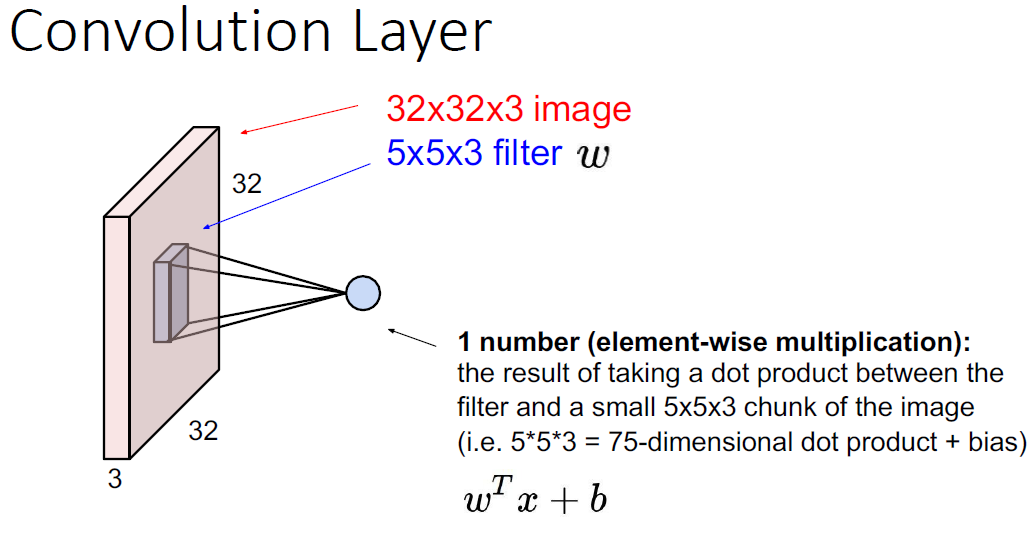 Convolution Layer
32x32x3 image
5x5x3 filter w
32
32
3
1 number (element-wise multiplication):
the result of taking a dot product between the
filter and a small 5x5x3 chunk of the image
(i.e. 5*5*3 = 75-dimensional dot product + bias)
w^T x + b